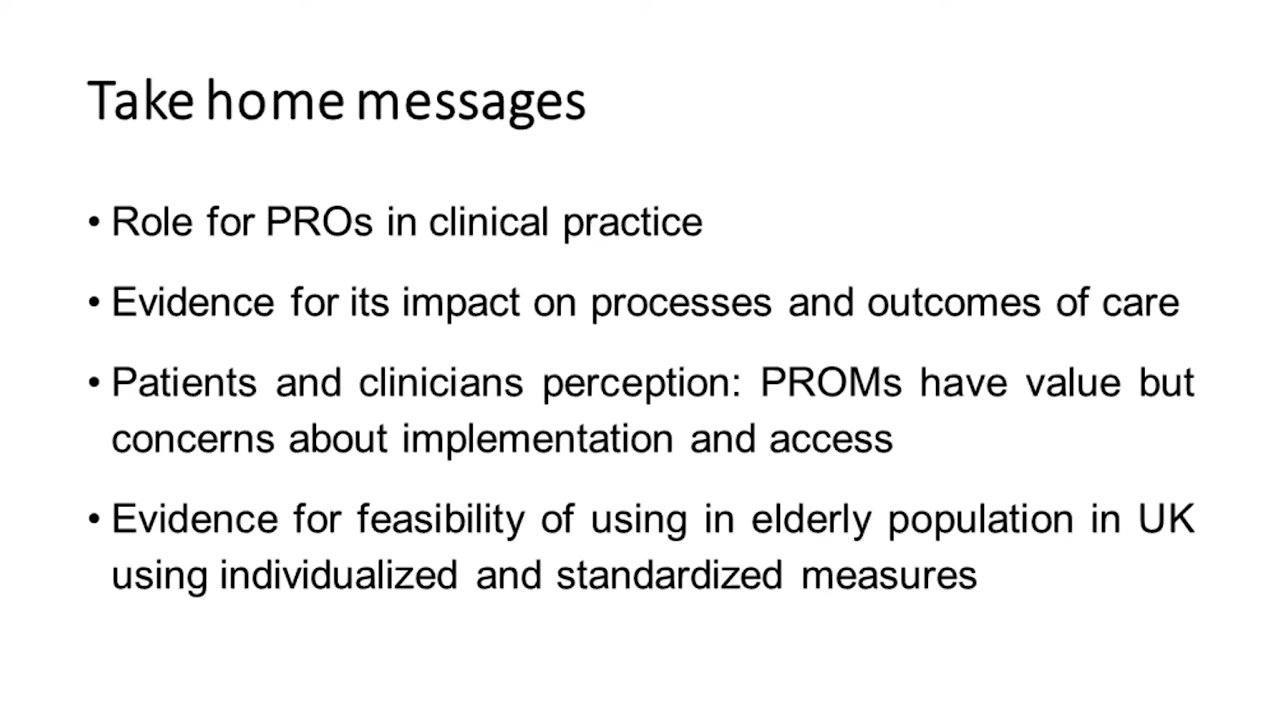 Take home messages
• Role for PROs in clinical practice
• Evidence for its impact on processes and outcomes of care
• Patients and clinicians perception: PROMs have value but
concerns about implementation and access
• Evidence for feasibility of using in elderly population in UK
using individualized and standardized measures